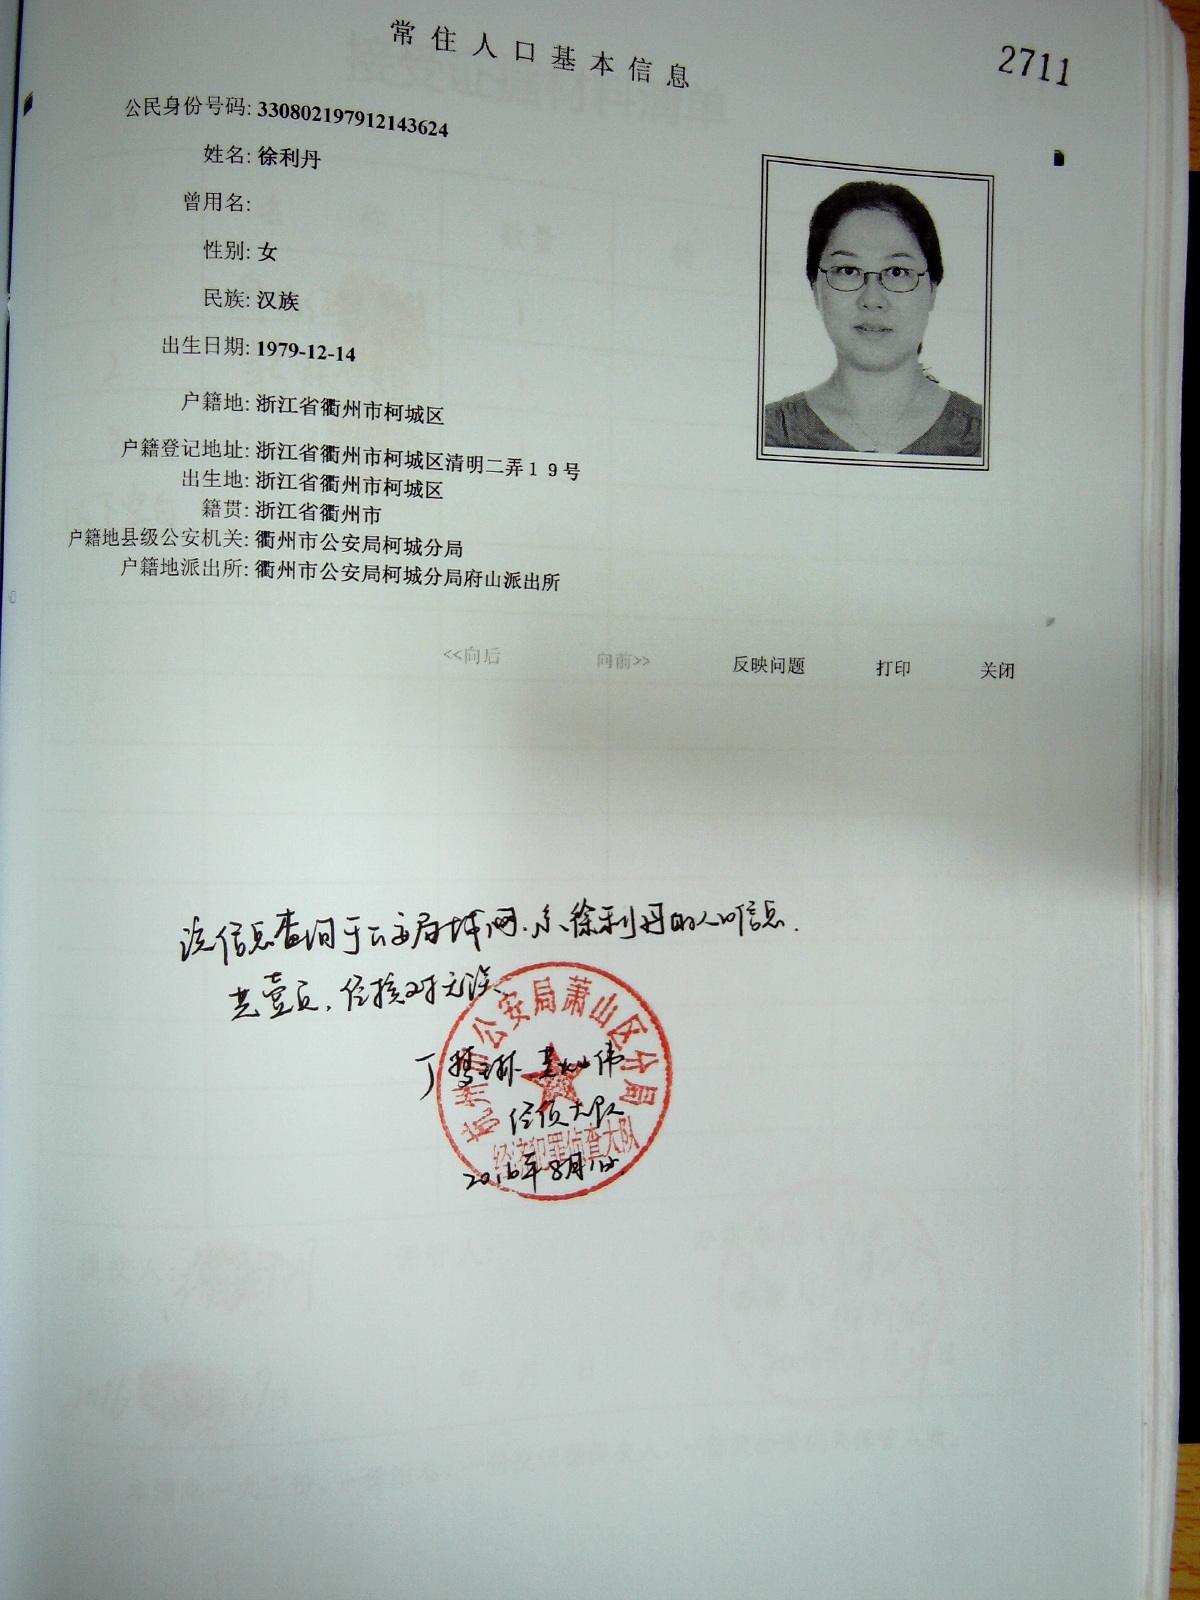 常住人口基本信息
2711
公民身份号码: 330802197912143624
姓名: 徐利丹
曾用名:
性别: 女
民族: 汉族
出生日期: 1979-12-14
户籍地: 浙江省衢州市柯城区
户籍登记地址: 浙江省衢州市柯城区清明二弄19号
出生地: 浙江省衢州市柯城区
籍贯: 浙江省衢州市
户籍地县级公安机关: 衢州市公安局柯城分局
户籍地派出所: 衢州市公安局柯城分局府山派出所
<<向后 向前>> 反映问题 打印 关闭
该信息查询于公安局域网,系徐利丹的人口信息.
共壹页,经核对无误.
杭州市公安局萧山区分局
丁梦琳 伟
经侦大队
经济犯罪侦查大队
2016年8月1日